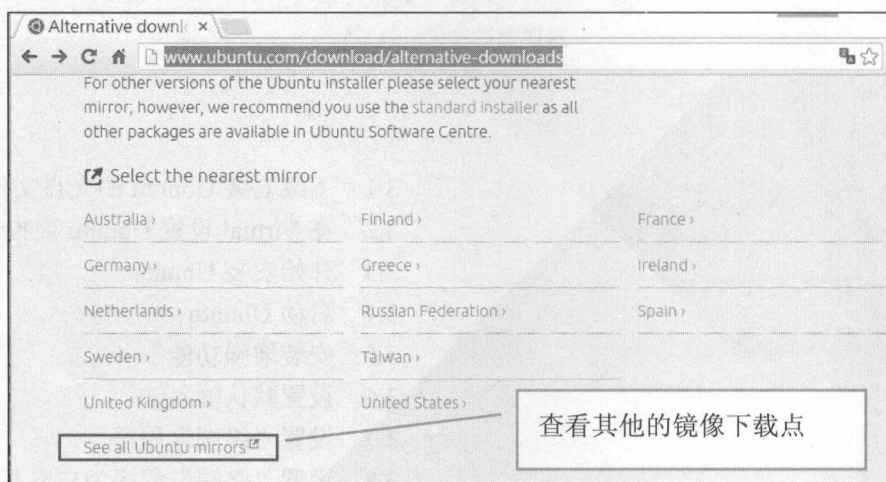 Alternative downl ×
www.ubuntu.com/download/alternative-downloads
For other versions of the Ubuntu installer please select your nearest
mirror; however, we recommend you use the standard installer as all
other packages are available in Ubuntu Software Centre.
Select the nearest mirror
Australia › Finland › France ›
Germany › Greece › Ireland ›
Netherlands › Russian Federation › Spain ›
Sweden › Taiwan ›
United Kingdom › United States ›
See all Ubuntu mirrors
查看其他的镜像下载点